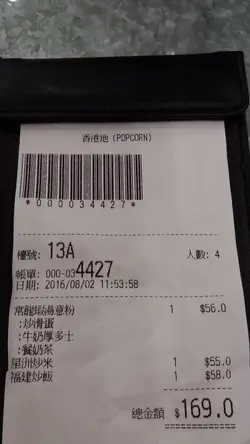 香港地 (POPCORN)
*000034427*
檯號: 13A 人數: 4
帳單: 000-034427
日期: 2016/08/02 11:53:58
常餐 湯意粉 1 $56.0
:炒滑蛋
:牛奶厚多士
:餐奶茶
星洲炒米 1 $55.0
福建炒飯 1 $58.0
總金額 $169.0